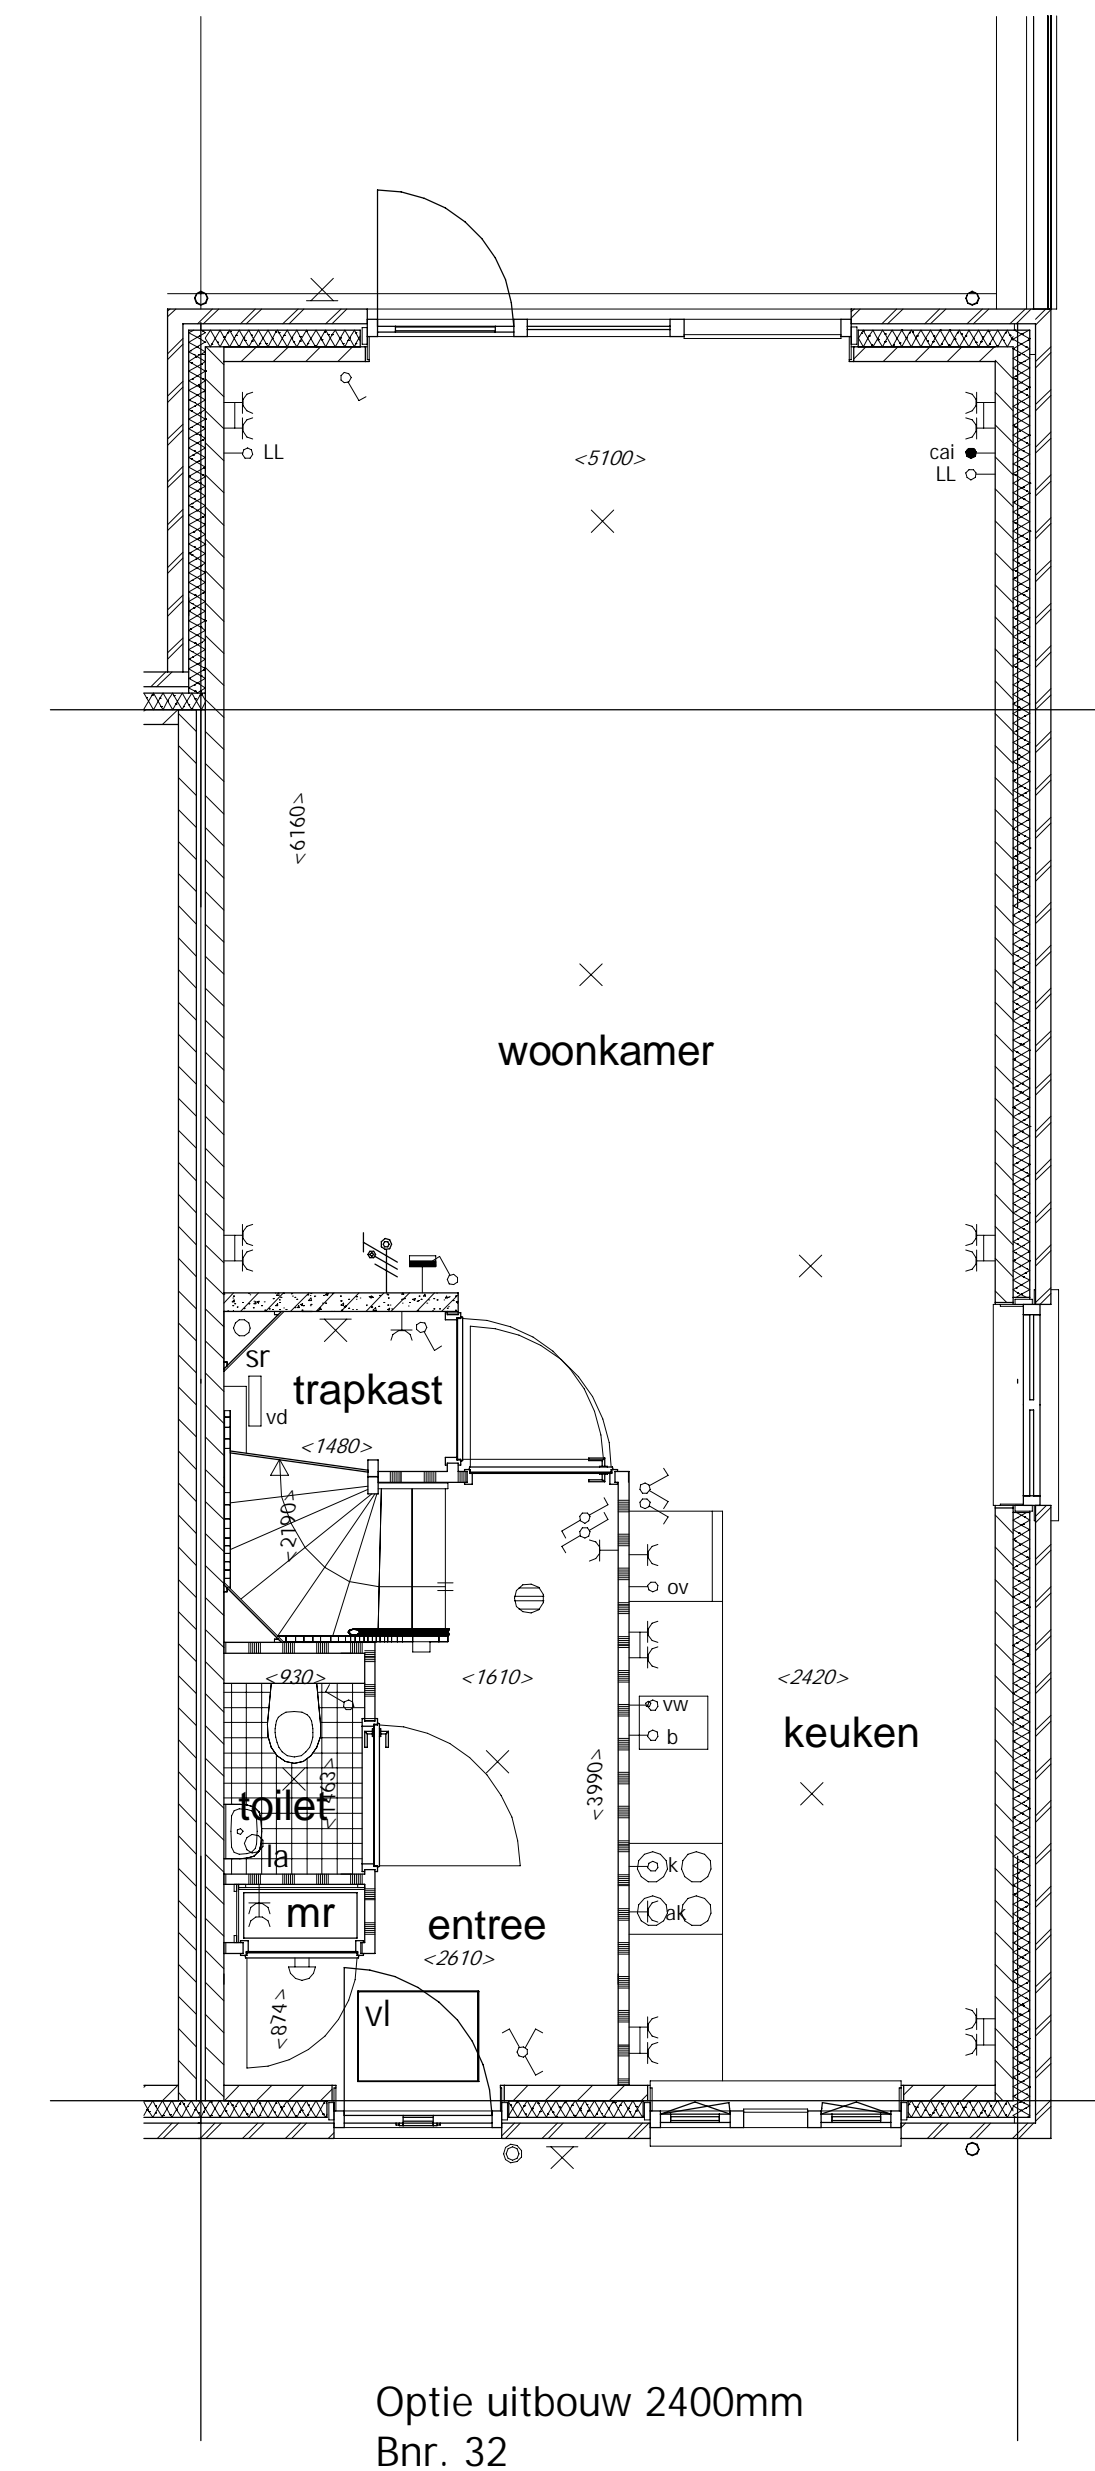 LL
cai
LL
<5100>
<6160>
woonkamer
sr
trapkast
vd
<1480>
<2190>
ov
<930>
<1610>
<2420>
vw
b
keuken
<1463>
<3990>
toilet
la
k
ak
mr
entree
<2610>
<874>
vl
Optie uitbouw 2400mm
Bnr. 32